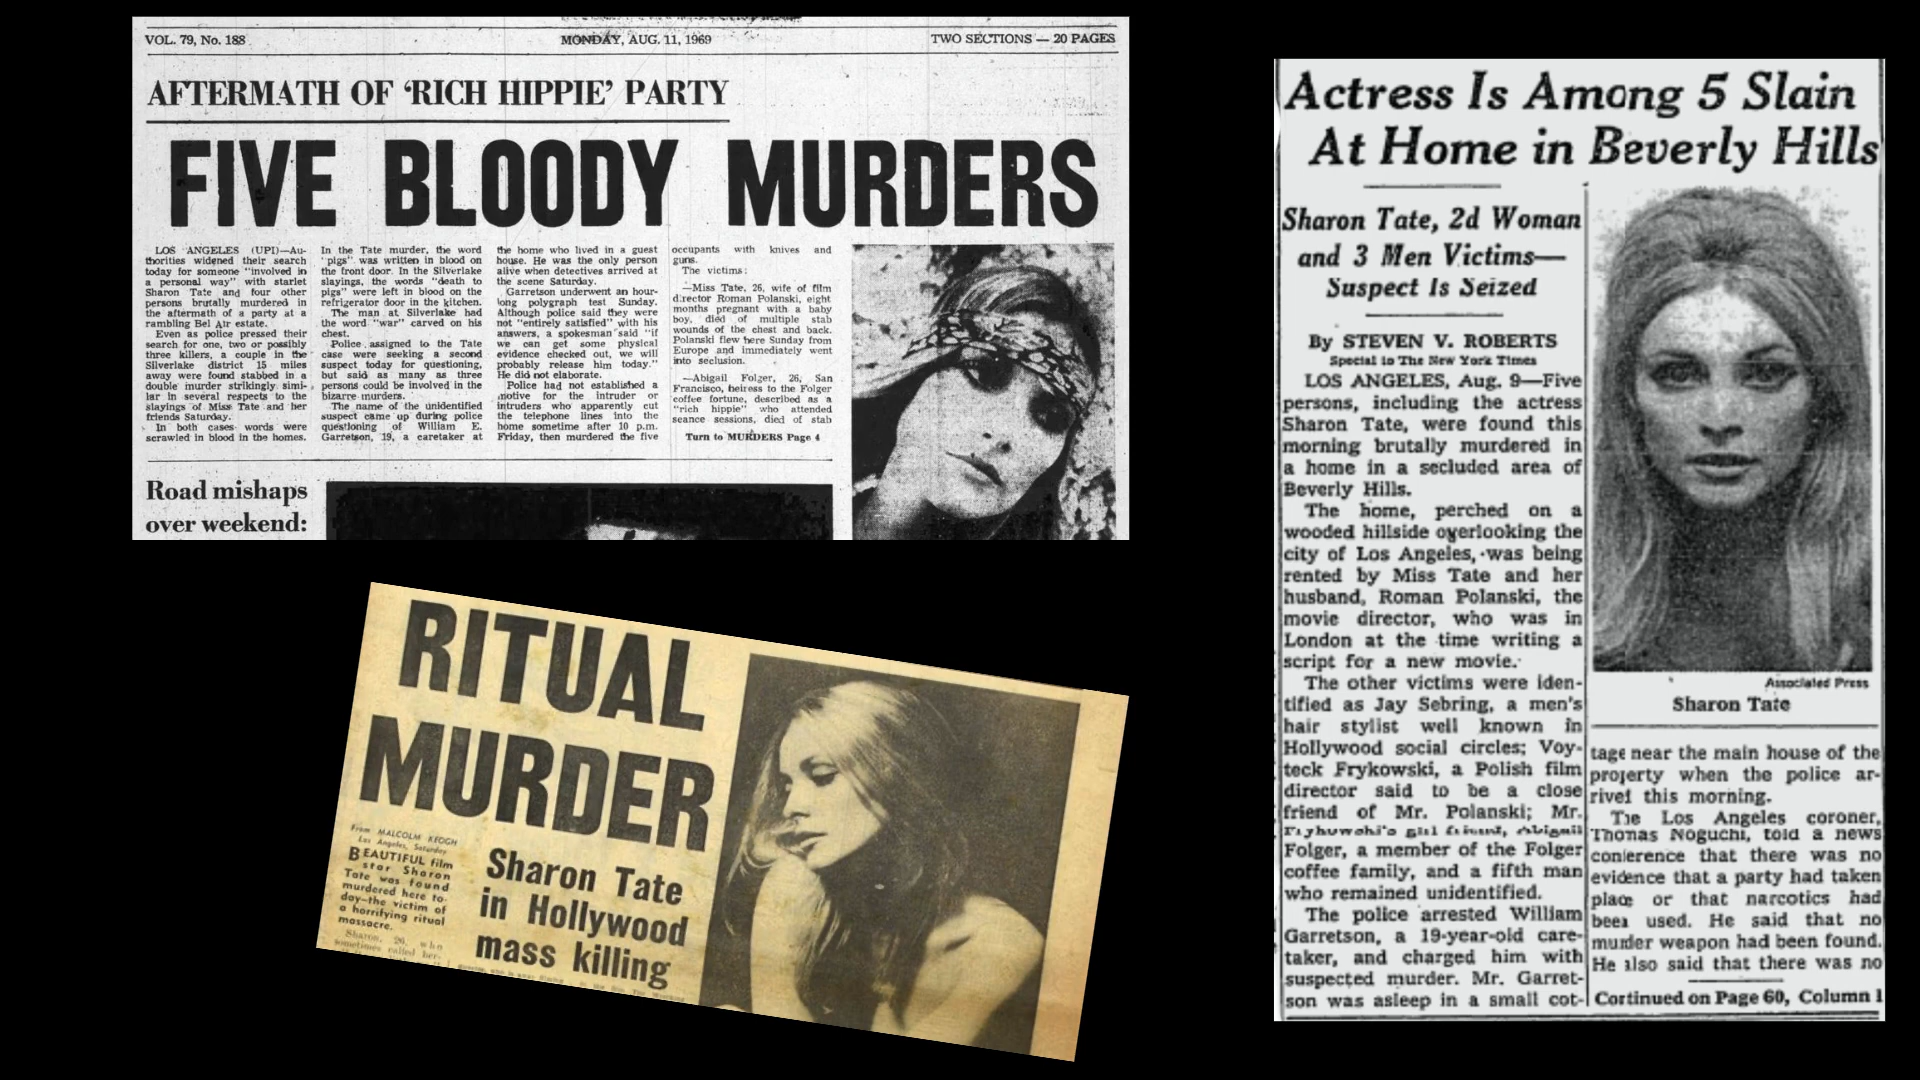 VOL. 79, No. 188
MONDAY, AUG. 11, 1969
TWO SECTIONS — 20 PAGES
AFTERMATH OF ‘RICH HIPPIE’ PARTY
FIVE BLOODY MURDERS
LOS ANGELES (UPI)—Au-
thorities widened their search
today for someone "involved in
a personal way" with starlet
Sharon Tate and four other
persons brutally murdered in
the aftermath of a party at a
rambling Bel Air estate.
Even as police pressed their
search for one, two or possibly
three killers, a couple in the
Silverlake district 15 miles
away were found stabbed in a
double murder strikingly simi-
lar in several respects to the
slayings of Miss Tate and her
friends Saturday.
In both cases words were
scrawled in blood in the homes.
In the Tate murder, the word
"pigs" was written in blood on
the front door. In the Silverlake
slayings, the words "death to
pigs" were left in blood on the
refrigerator door in the kitchen.
The man at Silverlake had
the word "war" carved on his
chest.
Police assigned to the Tate
case were seeking a second
suspect today for questioning,
but said as many as three
persons could be involved in the
bizarre murders.
The name of the unidentified
suspect came up during police
questioning of William E.
Garretson, 19, a caretaker at
the home who lived in a guest
house. He was the only person
alive when detectives arrived at
the scene Saturday.
Garretson underwent an hour-
long polygraph test Sunday.
Although police said they were
not "entirely satisfied" with his
answers, a spokesman said "if
we can get some physical
evidence checked out, we will
probably release him today."
He did not elaborate.
Police had not established a
motive for the intruder or
intruders who apparently cut
the telephone lines into the
home sometime after 10 p.m.
Friday, then murdered the five
occupants with knives and
guns.
The victims:
—Miss Tate, 26, wife of film
director Roman Polanski, eight
months pregnant with a baby
boy, died of multiple stab
wounds of the chest and back.
Polanski flew here Sunday from
Europe and immediately went
into seclusion.
—Abigail Folger, 26, San
Francisco, heiress to the Folger
coffee fortune, described as a
"rich hippie" who attended
seance sessions, died of stab
Turn to MURDERS Page 4
Road mishaps
over weekend:
RITUAL
MURDER
From MALCOLM KEOGH
Los Angeles, Saturday
BEAUTIFUL film
star Sharon
Tate was found
murdered here to-
day—the victim of
a horrifying ritual
massacre.
Sharon, 26, who
sometimes called her-
Sharon Tate
in Hollywood
mass killing
Actress Is Among 5 Slain
At Home in Beverly Hills
Sharon Tate, 2d Woman
and 3 Men Victims—
Suspect Is Seized
By STEVEN V. ROBERTS
Special to The New York Times
LOS ANGELES, Aug. 9—Five
persons, including the actress
Sharon Tate, were found this
morning brutally murdered in
a home in a secluded area of
Beverly Hills.
The home, perched on a
wooded hillside overlooking the
city of Los Angeles, was being
rented by Miss Tate and her
husband, Roman Polanski, the
movie director, who was in
London at the time writing a
script for a new movie.
The other victims were iden-
tified as Jay Sebring, a men's
hair stylist well known in
Hollywood social circles; Voy-
teck Frykowski, a Polish film
director said to be a close
friend of Mr. Polanski; Mr.
Frykowski's girl friend, Abigail
Folger, a member of the Folger
coffee family, and a fifth man
who remained unidentified.
The police arrested William
Garretson, a 19-year-old care-
taker, and charged him with
suspected murder. Mr. Garret-
son was asleep in a small cot-
Associated Press
Sharon Tate
tage near the main house of the
property when the police ar-
rived this morning.
The Los Angeles coroner,
Thomas Noguchi, told a news
conference that there was no
evidence that a party had taken
place or that narcotics had
been used. He said that no
murder weapon had been found.
He also said that there was no
Continued on Page 60, Column 1